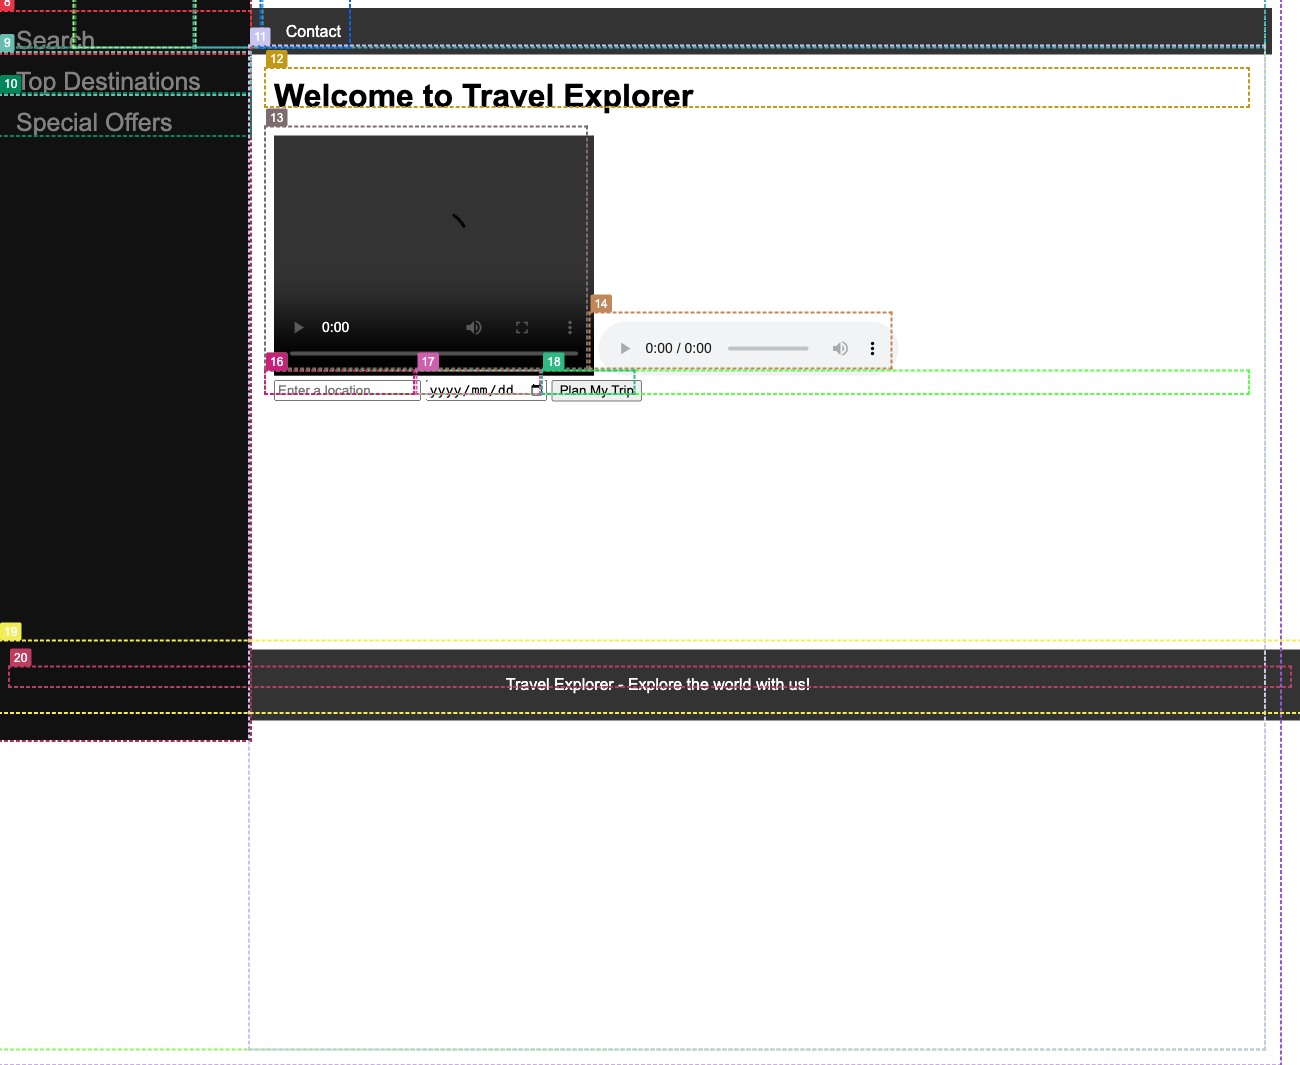 8
Contact
11
Search
9
12
Top Destinations
10
Welcome to Travel Explorer
13
Special Offers
14
0:00
0:00 / 0:00
16
17
18
Enter a location
yyyy/mm/dd
Plan My Trip
19
20
Travel Explorer - Explore the world with us!